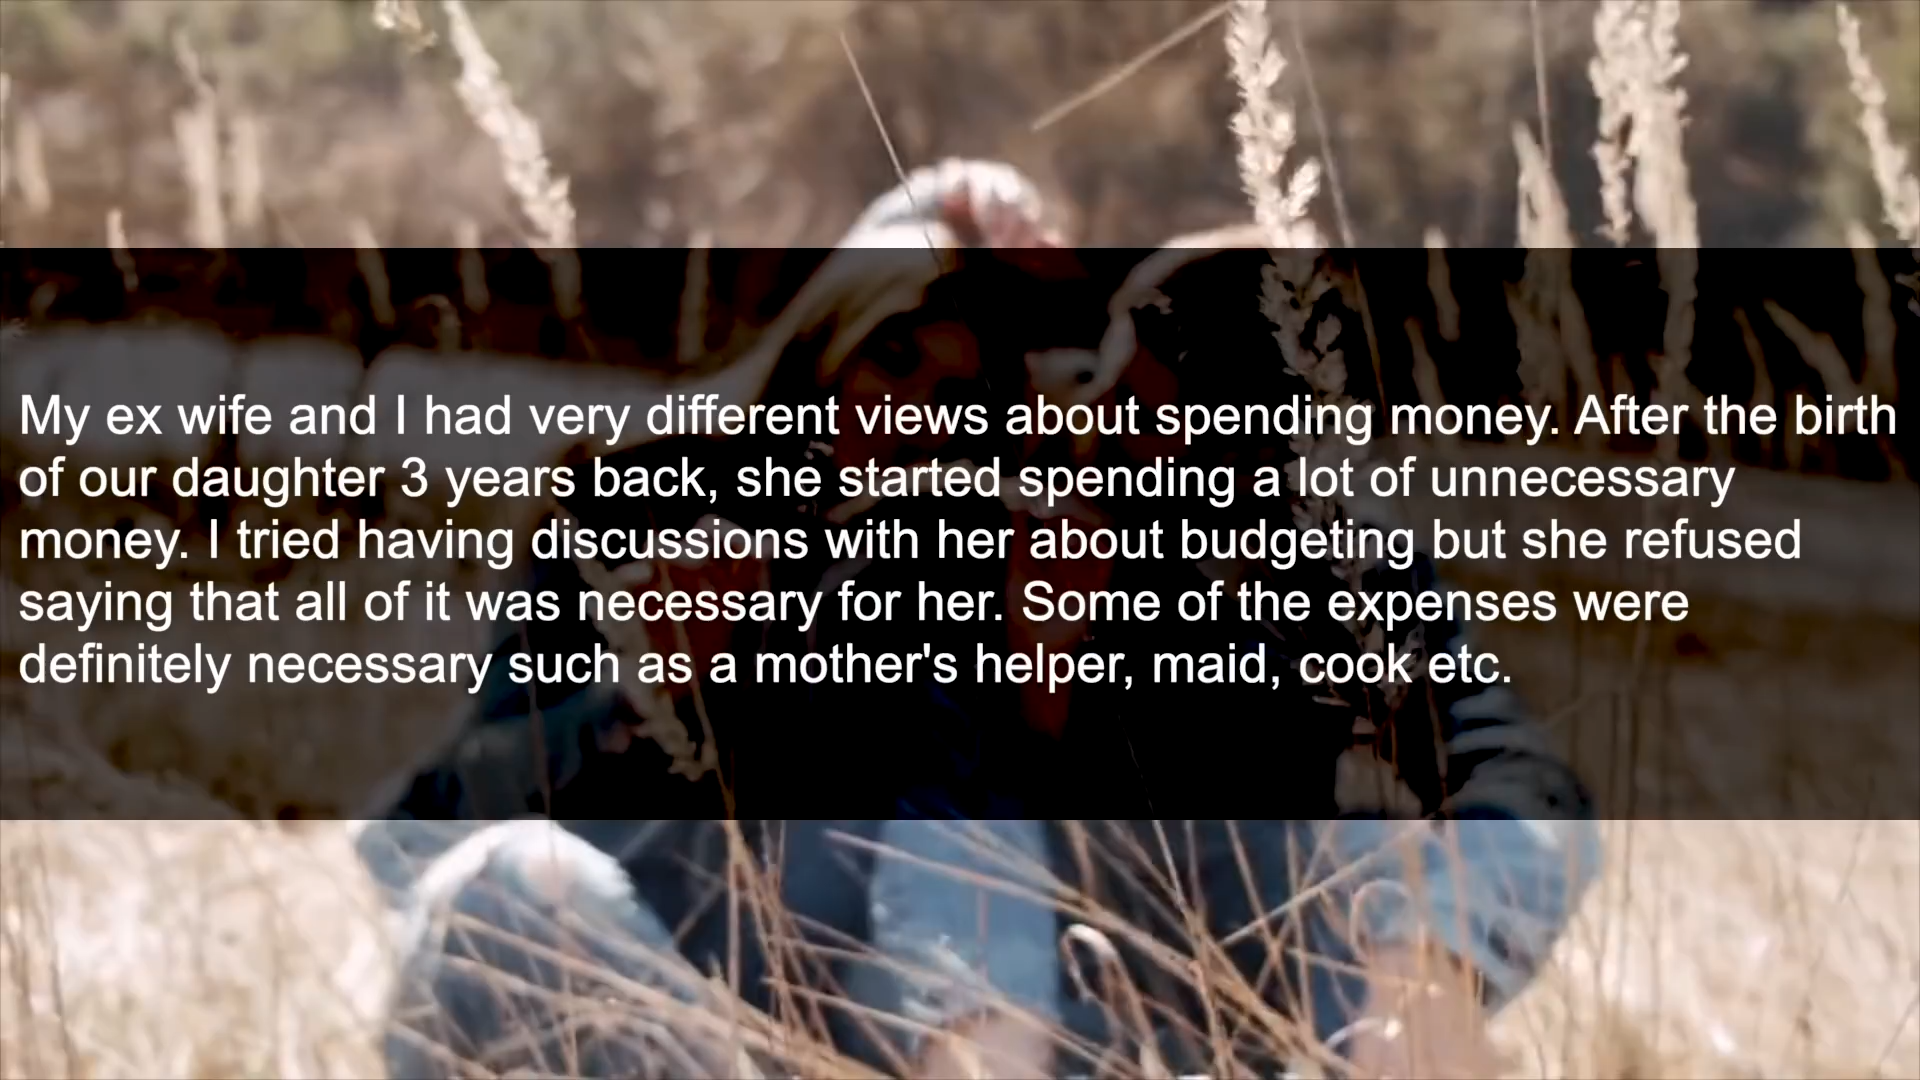 My ex wife and I had very different views about spending money. After the birth
of our daughter 3 years back, she started spending a lot of unnecessary
money. I tried having discussions with her about budgeting but she refused
saying that all of it was necessary for her. Some of the expenses were
definitely necessary such as a mother's helper, maid, cook etc.